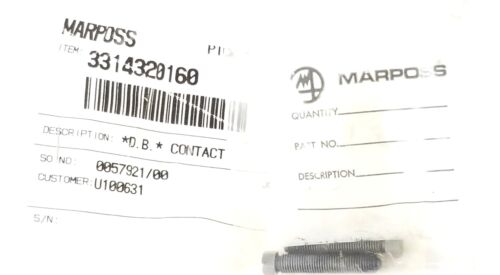 MARPOSS
ITEM:
3314320160
DESCRIPTION: *D.B.* CONTACT
SO NO: 0057921/00
CUSTOMER: U100631
S/N:
MARPOSS
QUANTITY
PART NO.
DESCRIPTION